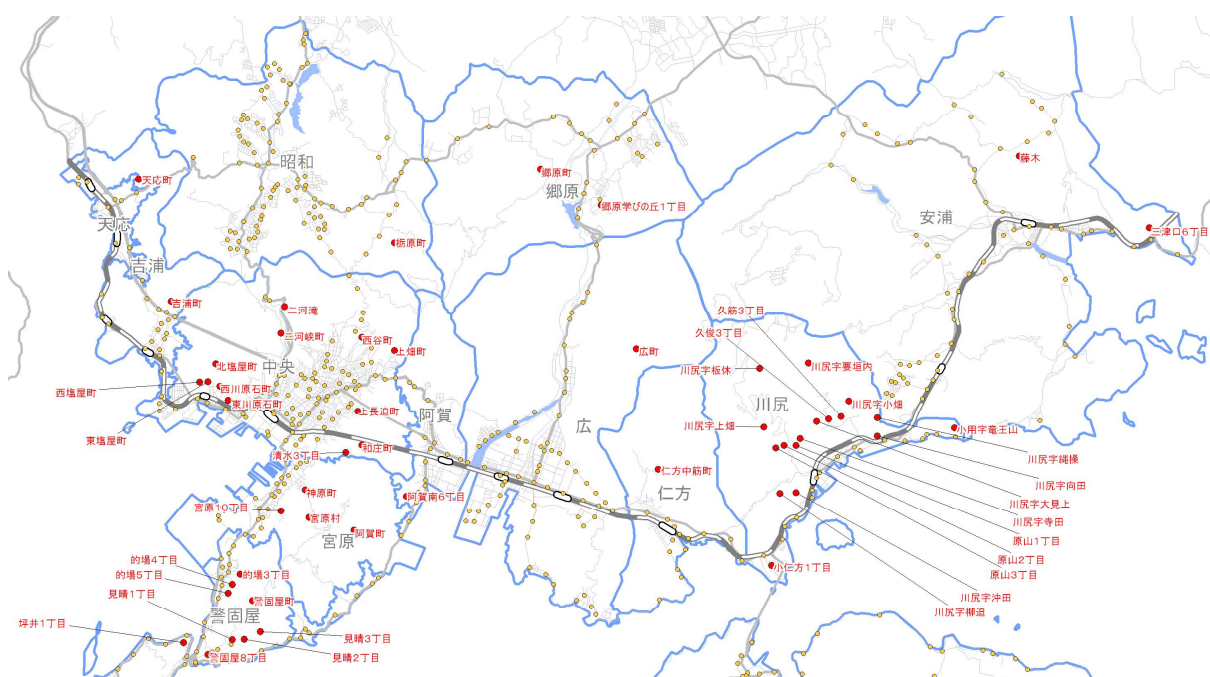 昭和
藤木
天応町
郷原町
郷原
郷原学びの丘1丁目
安浦
天応
栃原町
三津口6丁目
吉浦
吉浦町
二河滝
久筋3丁目
二河峡町
西谷町
久俊3丁目
上畑町
広町
北塩屋町
中央
川尻字板休
川尻字要垣内
西塩屋町
西川原石町
東川原石町
川尻
川尻字小畑
上長迫町
阿賀
広
川尻字上畑
小用字竜王山
東塩屋町
和庄町
清水3丁目
川尻字縄操
仁方中筋町
川尻字向田
神原町
阿賀南6丁目
仁方
川尻字大見上
宮原10丁目
宮原村
川尻字寺田
阿賀町
宮原
原山1丁目
的場4丁目
原山2丁目
的場5丁目
的場3丁目
小仁方1丁目
原山3丁目
見晴1丁目
警固屋町
川尻字沖田
警固屋
川尻字柳迫
坪井1丁目
見晴3丁目
警固屋8丁目
見晴2丁目